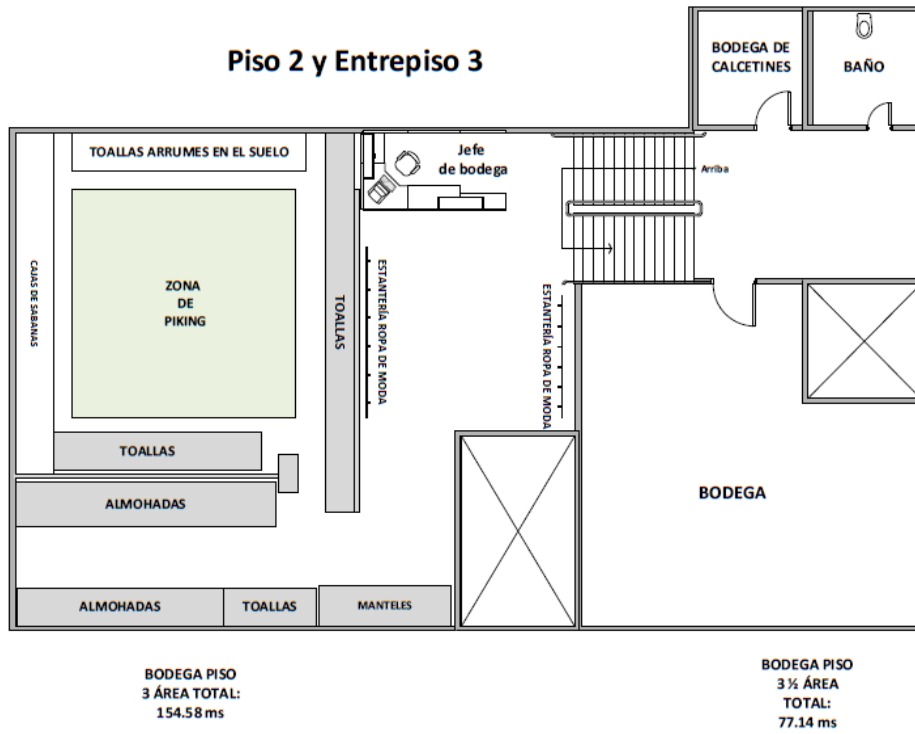 Piso 2 y Entrepiso 3
BODEGA DE
CALCETINES
BAÑO
TOALLAS ARRUMES EN EL SUELO
Jefe
de bodega
Arriba
CAJAS DE SABANAS
ZONA
DE
PIKING
TOALLAS
ESTANTERÍA ROPA DE MODA
ESTANTERÍA ROPA DE MODA
TOALLAS
ALMOHADAS
BODEGA
ALMOHADAS
TOALLAS
MANTELES
BODEGA PISO
3 ÁREA TOTAL:
154.58 ms
BODEGA PISO
3 ½ ÁREA
TOTAL:
77.14 ms